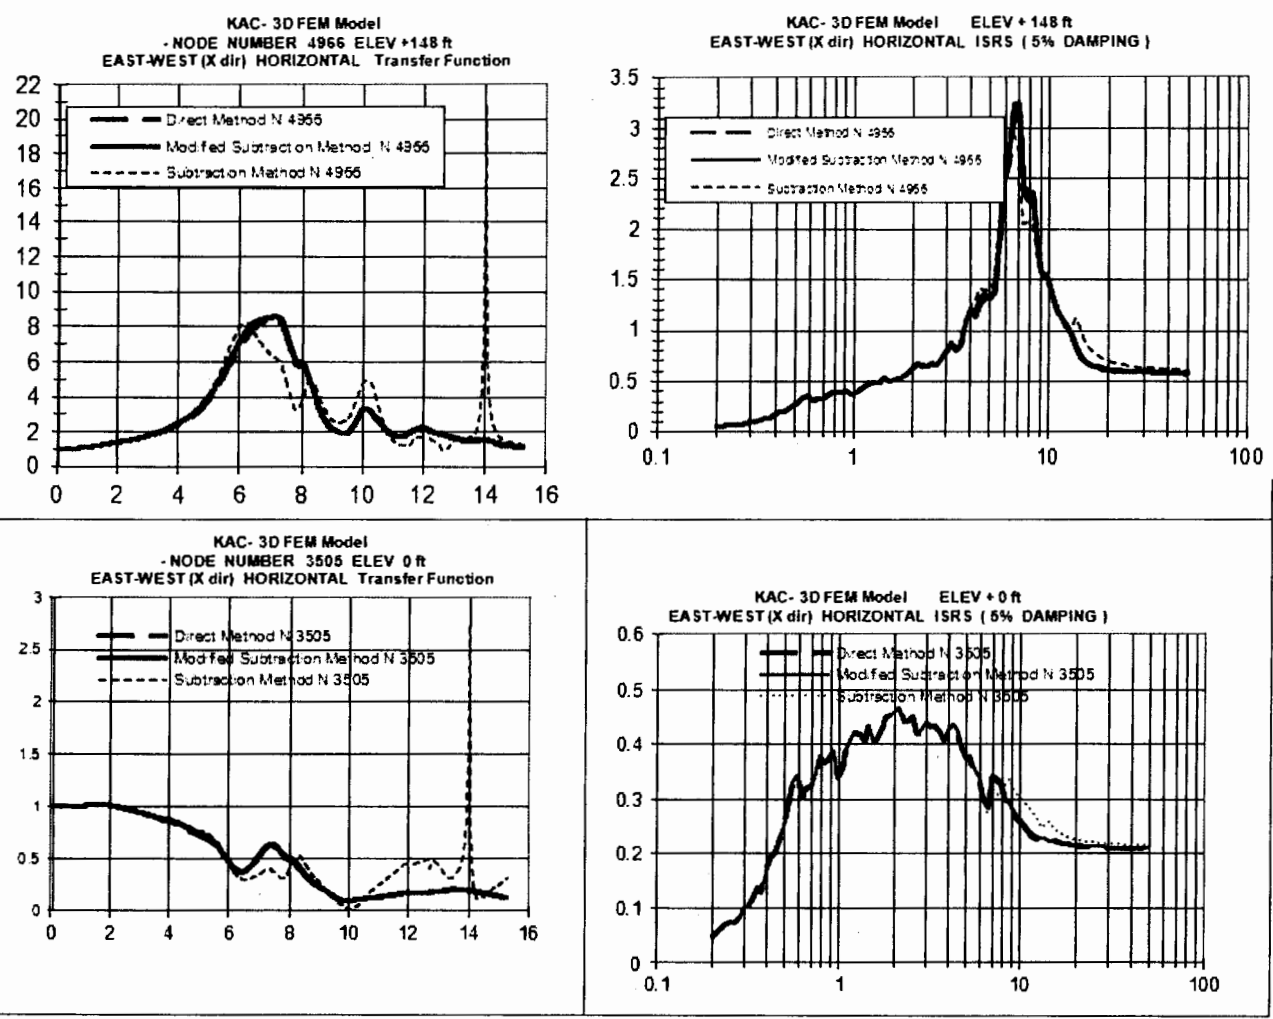 KAC- 3D FEM Model
- NODE NUMBER 4966 ELEV +148 ft
EAST-WEST (X dir) HORIZONTAL Transfer Function
22
20
18
16
14
12
10
8
6
4
2
0
Direct Method N 4966
Modified Subtraction Method N 4966
Subtraction Method N 4966
0 2 4 6 8 10 12 14 16
KAC- 3D FEM Model ELEV + 148 ft
EAST-WEST (X dir) HORIZONTAL ISRS ( 5% DAMPING )
3.5
3
2.5
2
1.5
1
0.5
0
Direct Method N 4966
Modified Subtraction Method N 4966
Subtraction Method N 4966
0.1 1 10 100
KAC- 3D FEM Model
- NODE NUMBER 3505 ELEV 0 ft
EAST-WEST (X dir) HORIZONTAL Transfer Function
3
2.5
2
1.5
1
0.5
0
Direct Method N 3505
Modified Subtraction Method N 3505
Subtraction Method N 3505
0 2 4 6 8 10 12 14 16
KAC- 3D FEM Model ELEV + 0 ft
EAST-WEST (X dir) HORIZONTAL ISRS ( 5% DAMPING )
0.6
0.5
0.4
0.3
0.2
0.1
0
Direct Method N 3505
Modified Subtraction Method N 3505
Subtraction Method N 3505
0.1 1 10 100